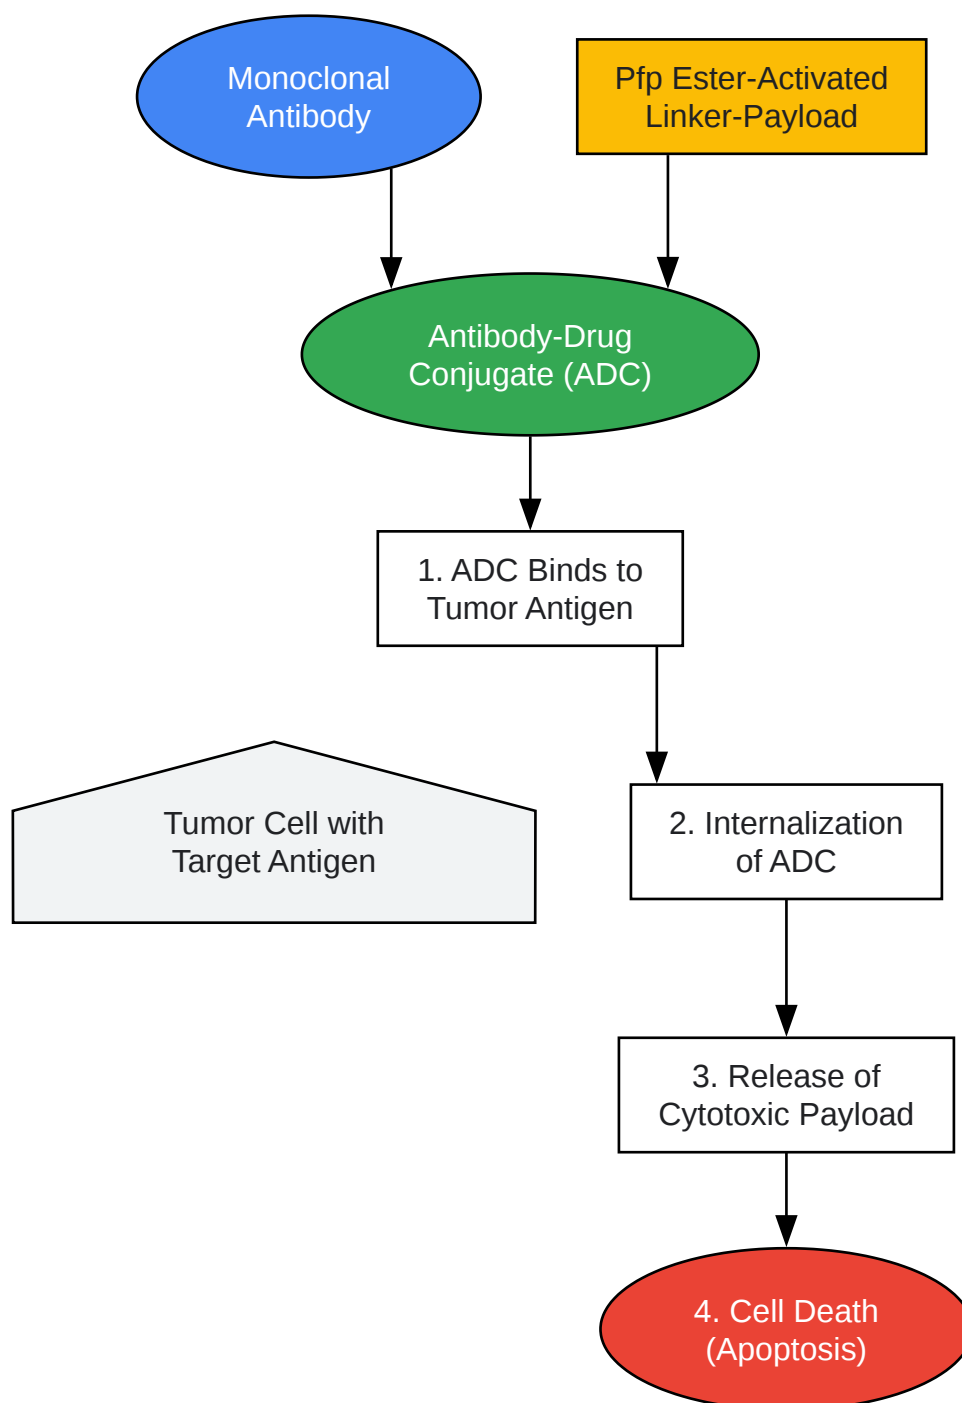 Monoclonal
Antibody
Pfp Ester-Activated
Linker-Payload
Antibody-Drug
Conjugate (ADC)
1. ADC Binds to
Tumor Antigen
Tumor Cell with
Target Antigen
2. Internalization
of ADC
3. Release of
Cytotoxic Payload
4. Cell Death
(Apoptosis)